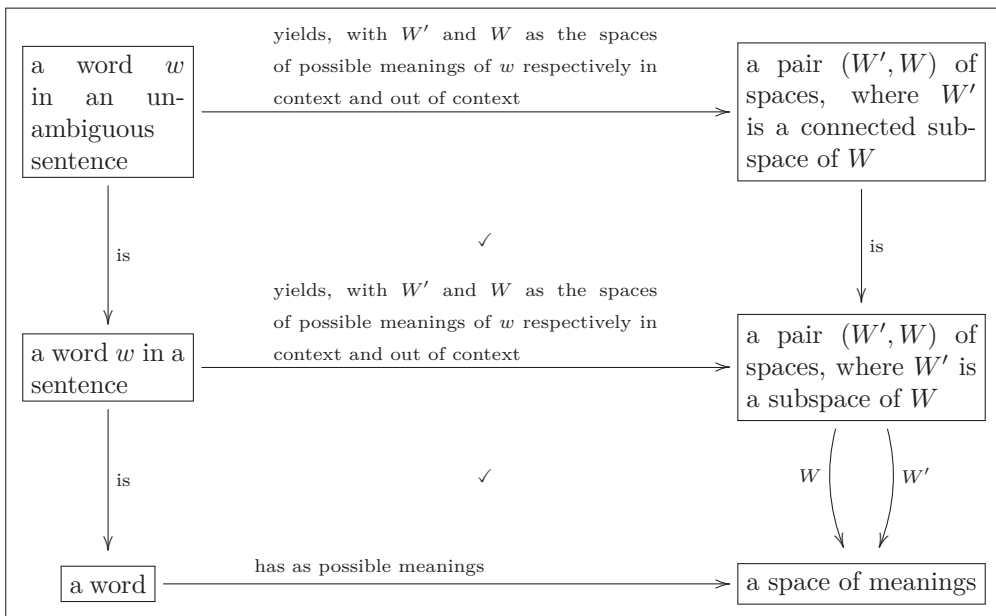 a word w
in an un-
ambiguous
sentence
yields, with W′ and W as the spaces
of possible meanings of w respectively in
context and out of context
a pair (W′, W) of
spaces, where W′
is a connected sub-
space of W
is
✓
is
a word w in a
sentence
yields, with W′ and W as the spaces
of possible meanings of w respectively in
context and out of context
a pair (W′, W) of
spaces, where W′ is
a subspace of W
is
✓
W
W′
a word
has as possible meanings
a space of meanings